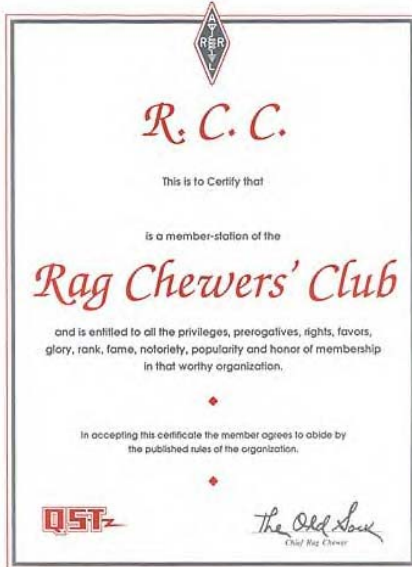 A
R R
L
R. C. C.
This is to Certify that
is a member-station of the
Rag Chewers' Club
and is entitled to all the privileges, prerogatives, rights, favors,
glory, rank, fame, notoriety, popularity and honor of membership
in that worthy organization.
In accepting this certificate the member agrees to abide by
the published rules of the organization.
QST
The Old Sock
Chief Rag Chewer